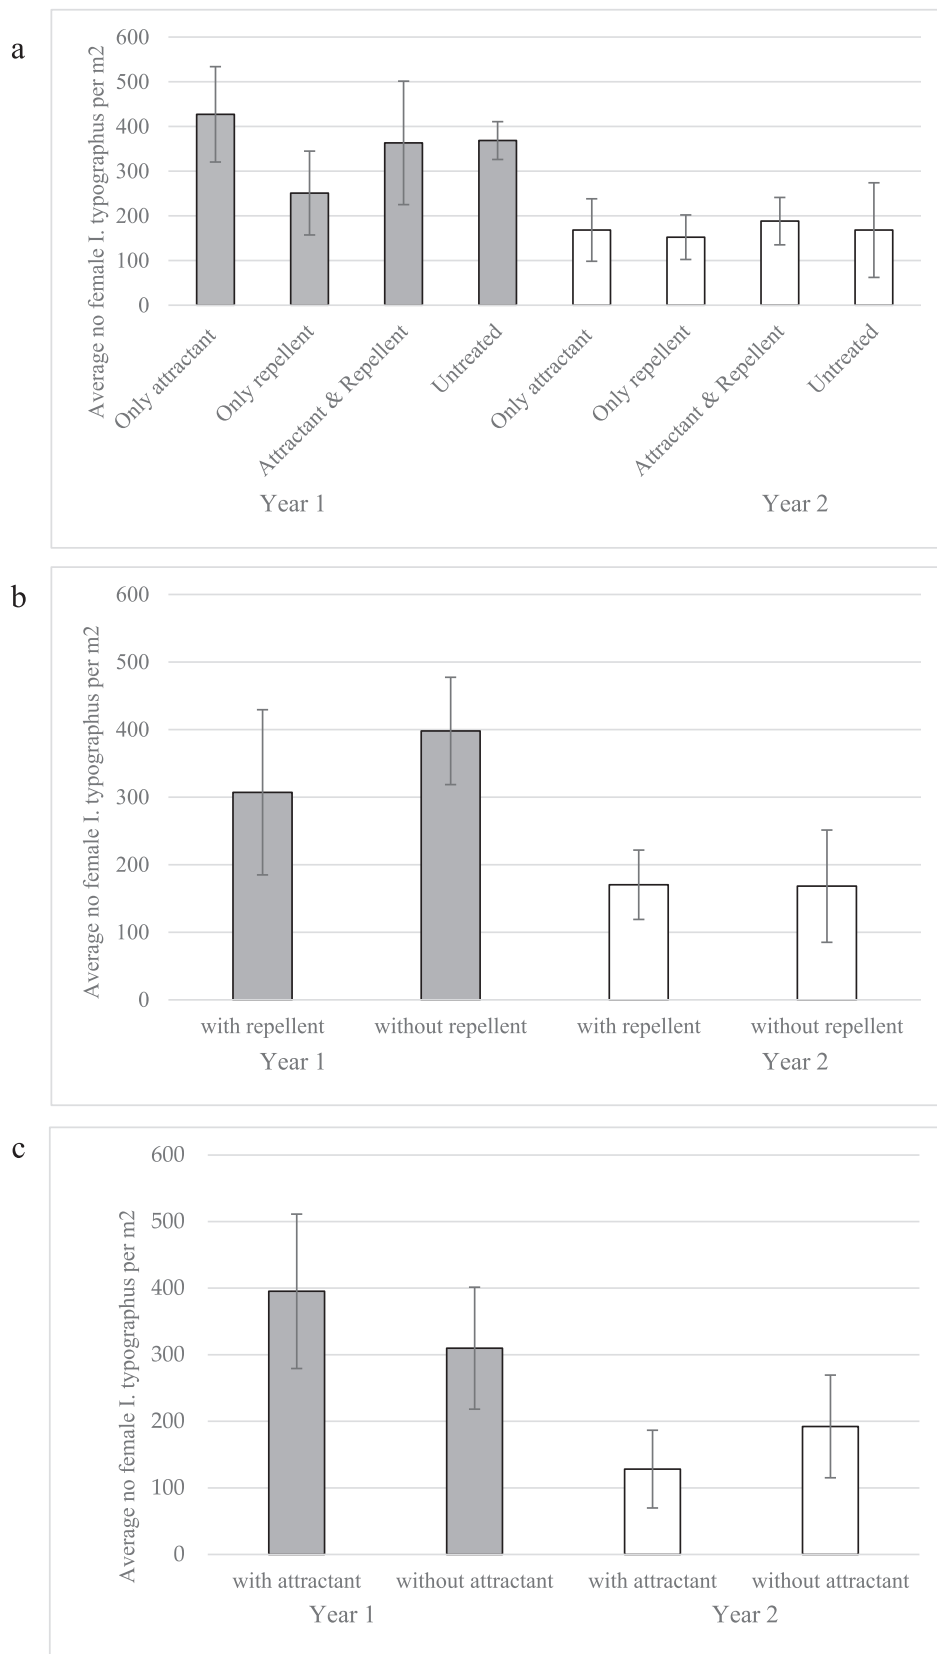 a
Average no female I. typographus per m2
600
500
400
300
200
100
0
Only attractant
Only repellent
Attractant & Repellent
Untreated
Only attractant
Only repellent
Attractant & Repellent
Untreated
Year 1
Year 2
b
Average no female I. typographus per m2
600
500
400
300
200
100
0
with repellent
without repellent
with repellent
without repellent
Year 1
Year 2
c
Average no female I. typographus per m2
600
500
400
300
200
100
0
with attractant
without attractant
with attractant
without attractant
Year 1
Year 2